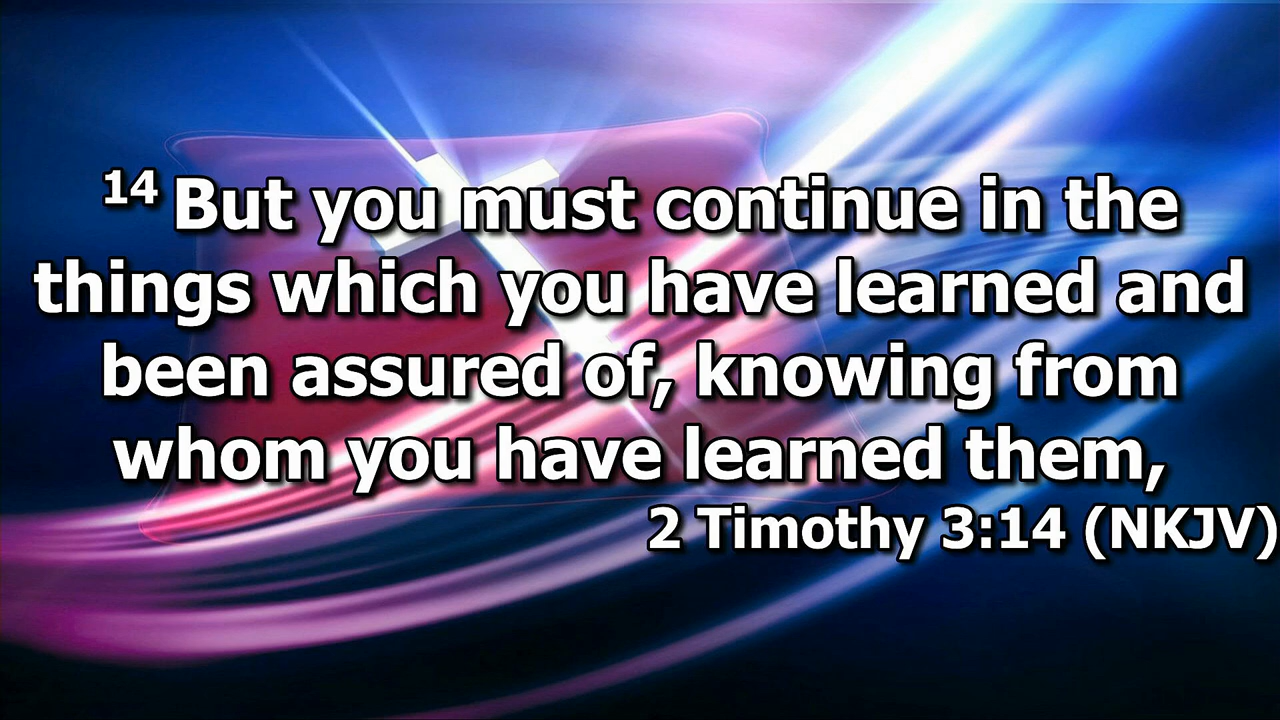 14 But you must continue in the
things which you have learned and
been assured of, knowing from
whom you have learned them,
2 Timothy 3:14 (NKJV)